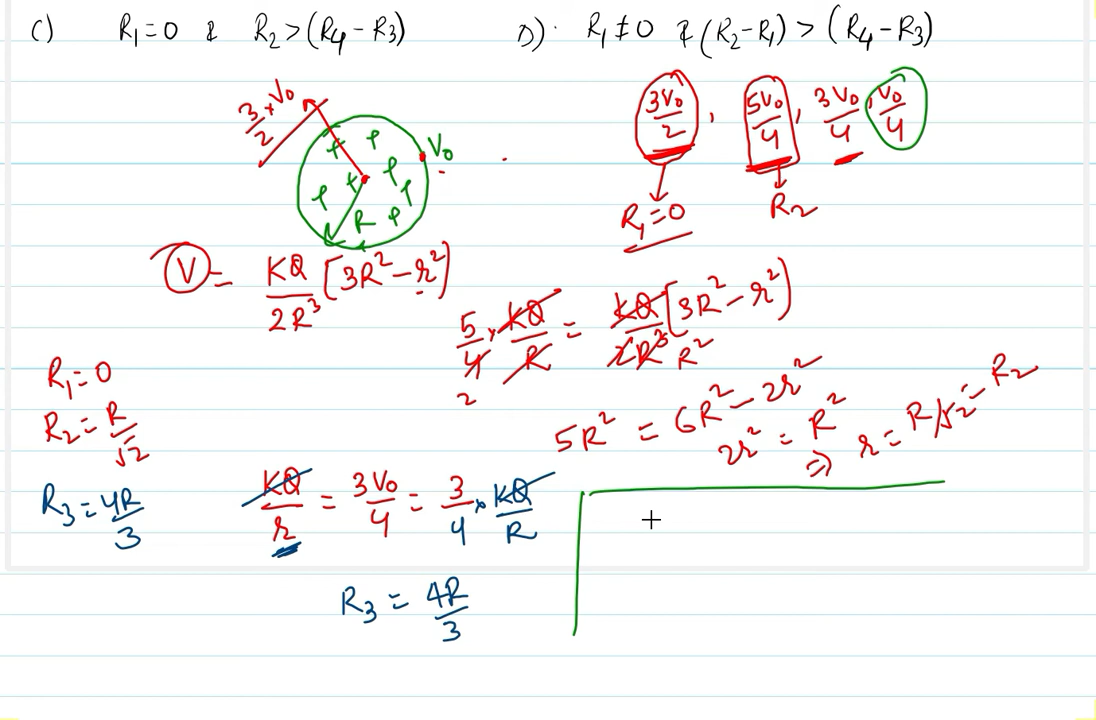 C) R₁=0 & R₂>(R₄-R₃)
D). R₁≠0 & (R₂-R₁)>(R₄-R₃)
3/2 × V₀
V₀
+ ρ ρ ρ ρ + ρ
R
3V₀/2, 5V₀/4, 3V₀/4, V₀/4
R₁=0 R₂
V = KQ/2R³ [3R²-r²]
5/4 × KQ/R = KQ/2R³ [3R²-r²]
2 R²
5R² = 6R²-2r²
2r² = R² ⇒ r = R/√2 = R₂
R₁=0
R₂= R/√2
R₃= 4R/3
KQ/r = 3V₀/4 = 3/4 × KQ/R
R₃ = 4R/3